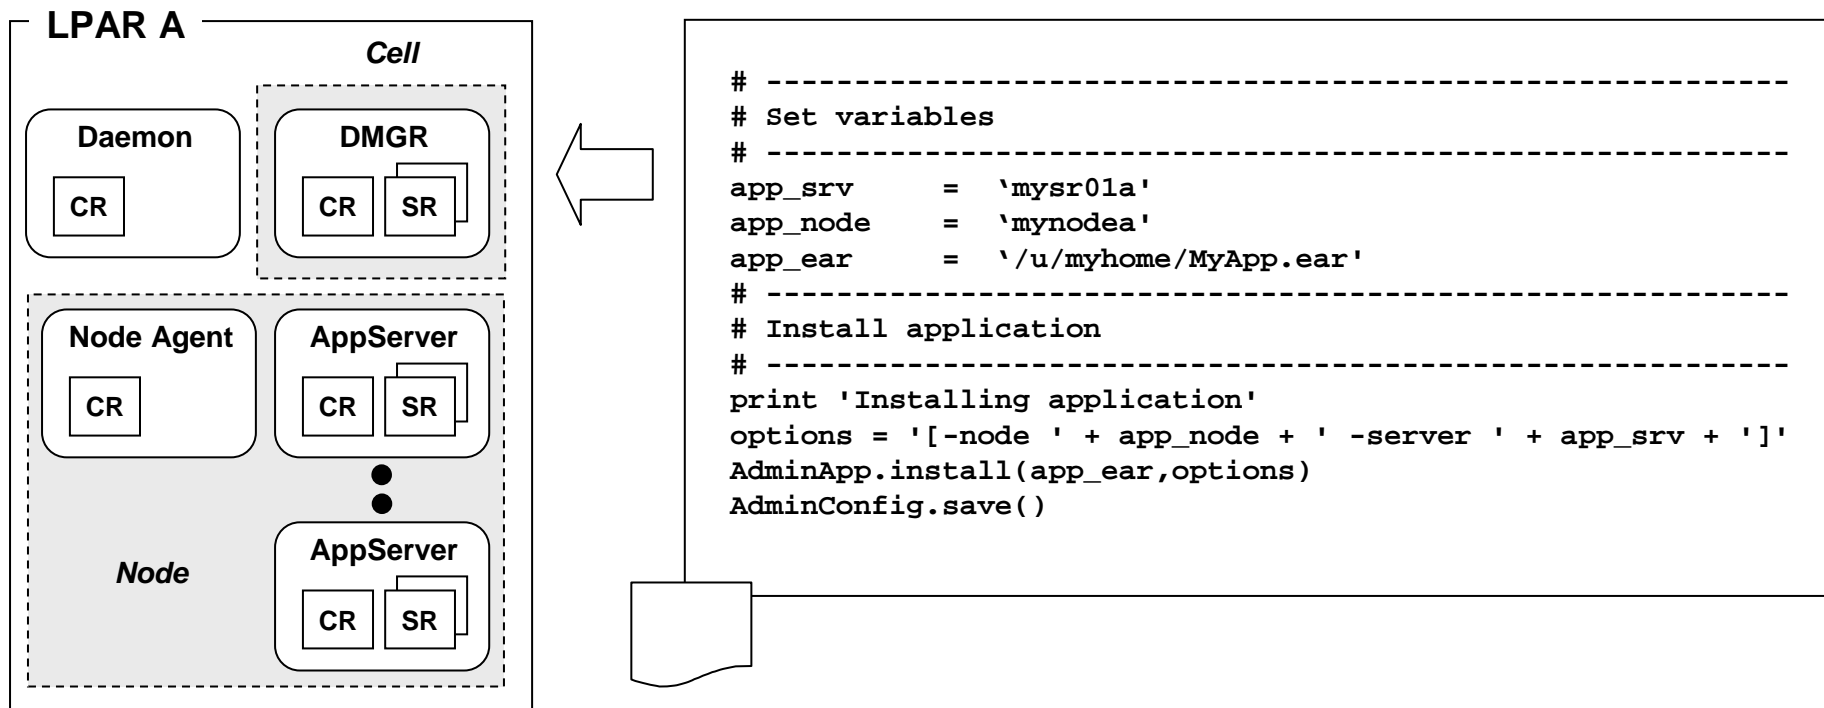 LPAR A
Cell
Daemon
CR
DMGR
CR SR
Node Agent
CR
AppServer
CR SR
AppServer
CR SR
Node
# ----------------------------------------------------------
# Set variables
# ----------------------------------------------------------
app_srv    =  ‘mysr01a'
app_node   =  ‘mynodea'
app_ear    =  ‘/u/myhome/MyApp.ear'
# ----------------------------------------------------------
# Install application
# ----------------------------------------------------------
print 'Installing application'
options = '[-node ' + app_node + ' -server ' + app_srv + ']'
AdminApp.install(app_ear,options)
AdminConfig.save()